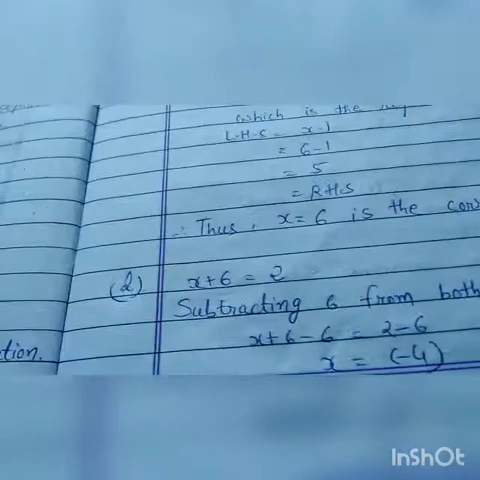 which is the
L.H.S = x-1
= 6-1
= 5
= R.H.S
∴ Thus, x=6 is the
(2) x+6 = 2
Subtracting 6 from both
x+6-6 = 2-6
tion. x = (-4)
InShOt